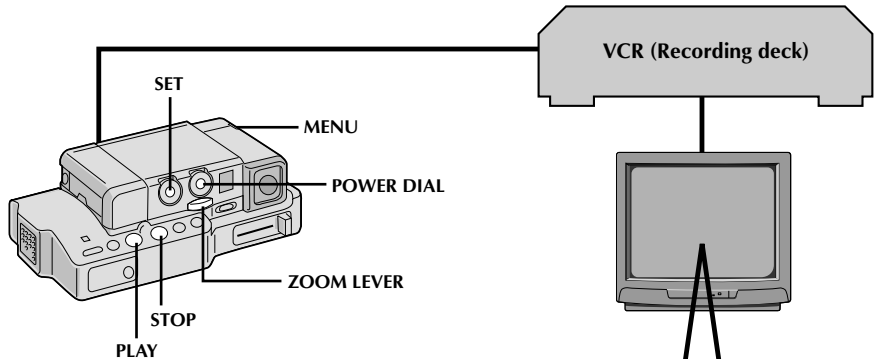 VCR (Recording deck)
SET
MENU
POWER DIAL
ZOOM LEVER
STOP
PLAY